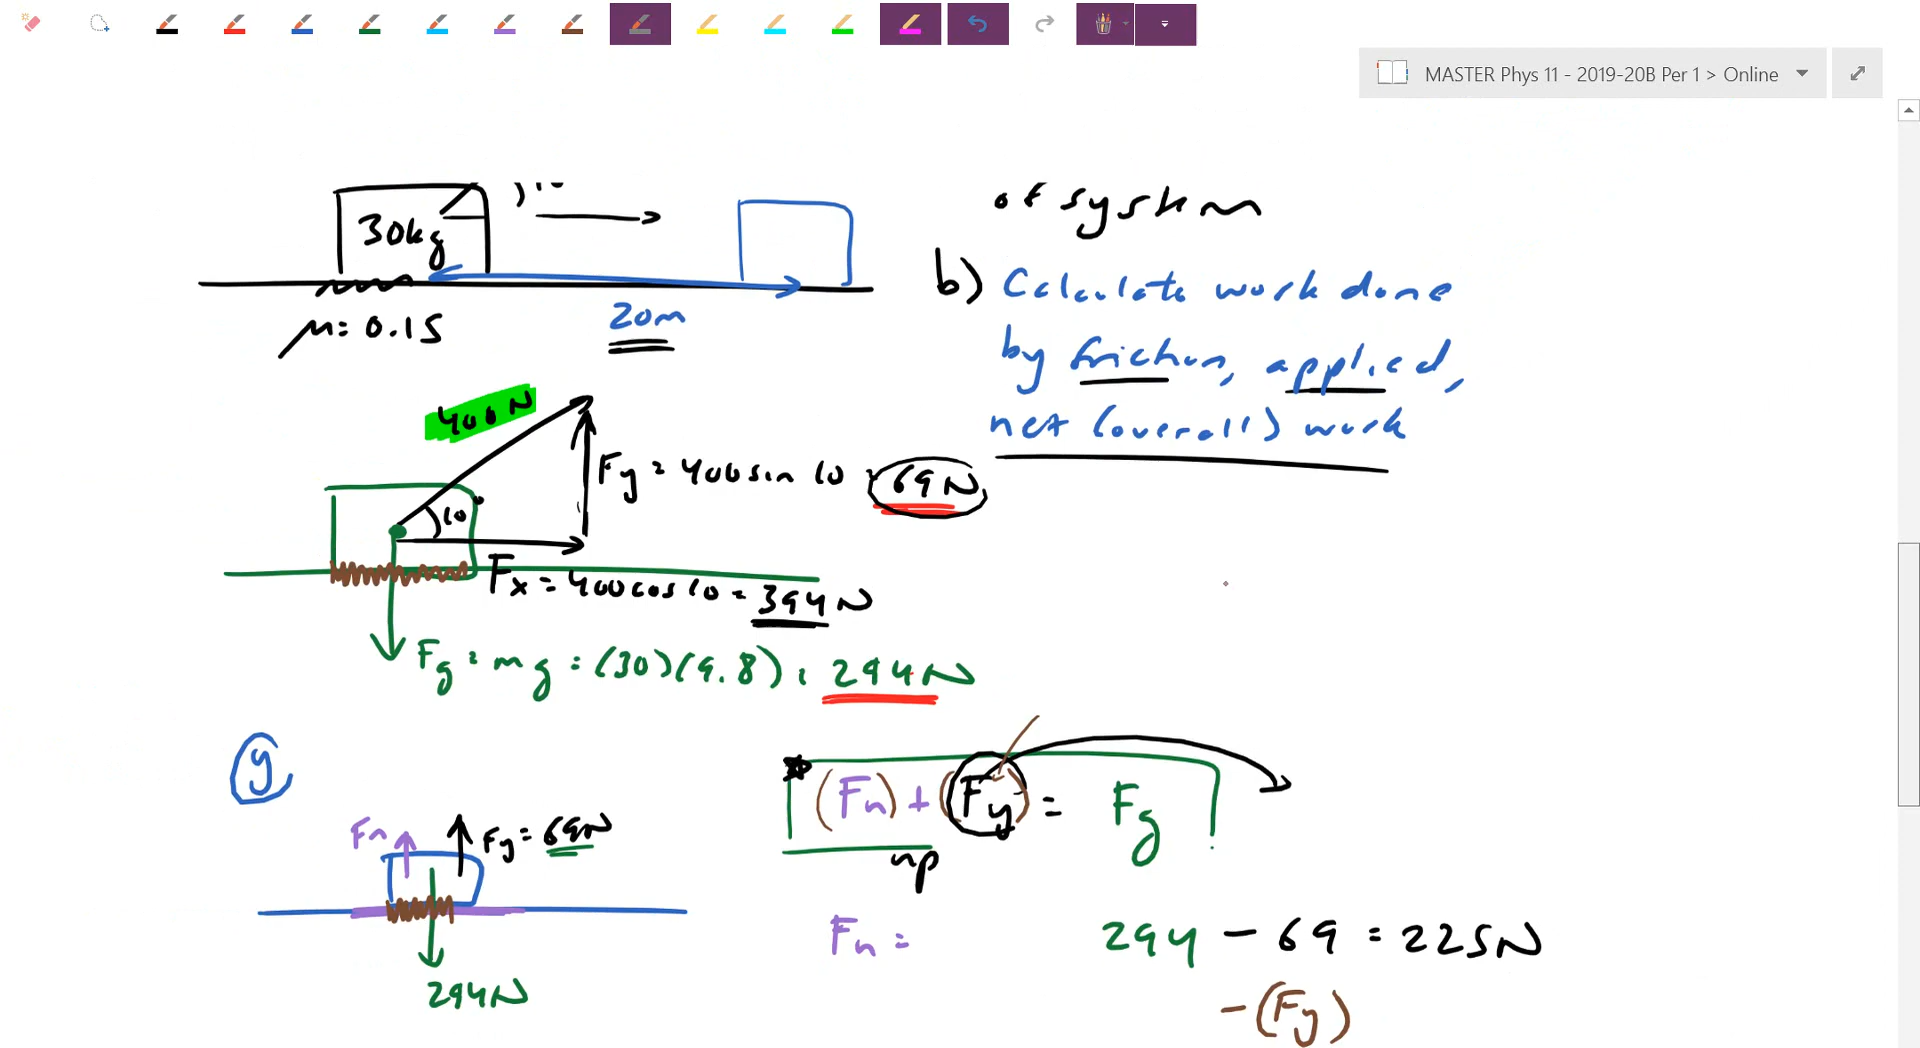 MASTER Phys 11 - 2019-20B Per 1 > Online
30kg
μ: 0.15
20m
of system
b) Calculate work done
by friction, applied,
net (overall) work
400N
10°
Fy = 400 sin 10 = 69N
Fx = 400 cos 10 = 394N
Fg = mg = (30)(9.8) = 294N
y
Fn
Fy = 69N
294N
(Fn) + (Fy) = Fg
up
Fn = 294 - 69 = 225N
-(Fy)